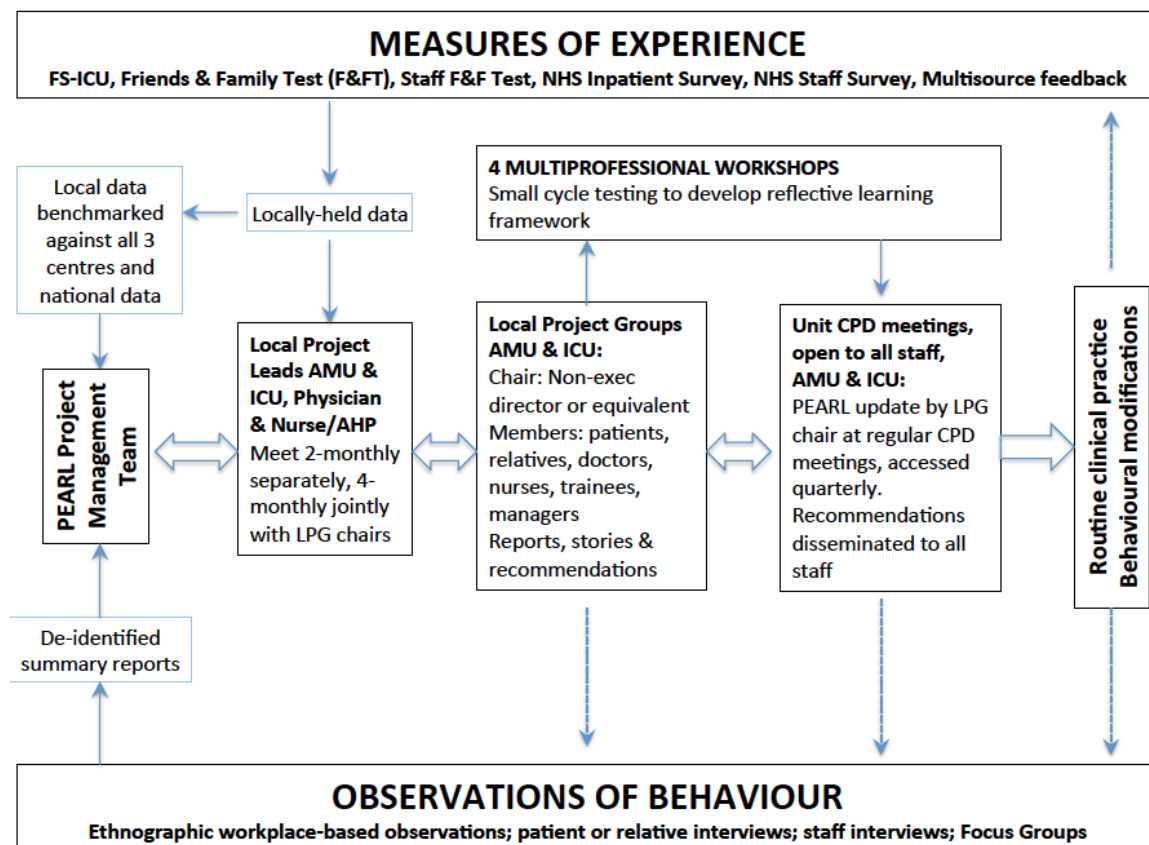 MEASURES OF EXPERIENCE
FS-ICU, Friends & Family Test (F&FT), Staff F&F Test, NHS Inpatient Survey, NHS Staff Survey, Multisource feedback
Local data
benchmarked
against all 3
centres and
national data
Locally-held data
4 MULTIPROFESSIONAL WORKSHOPS
Small cycle testing to develop reflective learning
framework
PEARL Project
Management
Team
Local Project
Leads AMU &
ICU, Physician
& Nurse/AHP
Meet 2-monthly
separately, 4-
monthly jointly
with LPG chairs
Local Project Groups
AMU & ICU:
Chair: Non-exec
director or equivalent
Members: patients,
relatives, doctors,
nurses, trainees,
managers
Reports, stories &
recommendations
Unit CPD meetings,
open to all staff,
AMU & ICU:
PEARL update by LPG
chair at regular CPD
meetings, accessed
quarterly.
Recommendations
disseminated to all
staff
Routine clinical practice
Behavioural modifications
De-identified
summary reports
OBSERVATIONS OF BEHAVIOUR
Ethnographic workplace-based observations; patient or relative interviews; staff interviews; Focus Groups